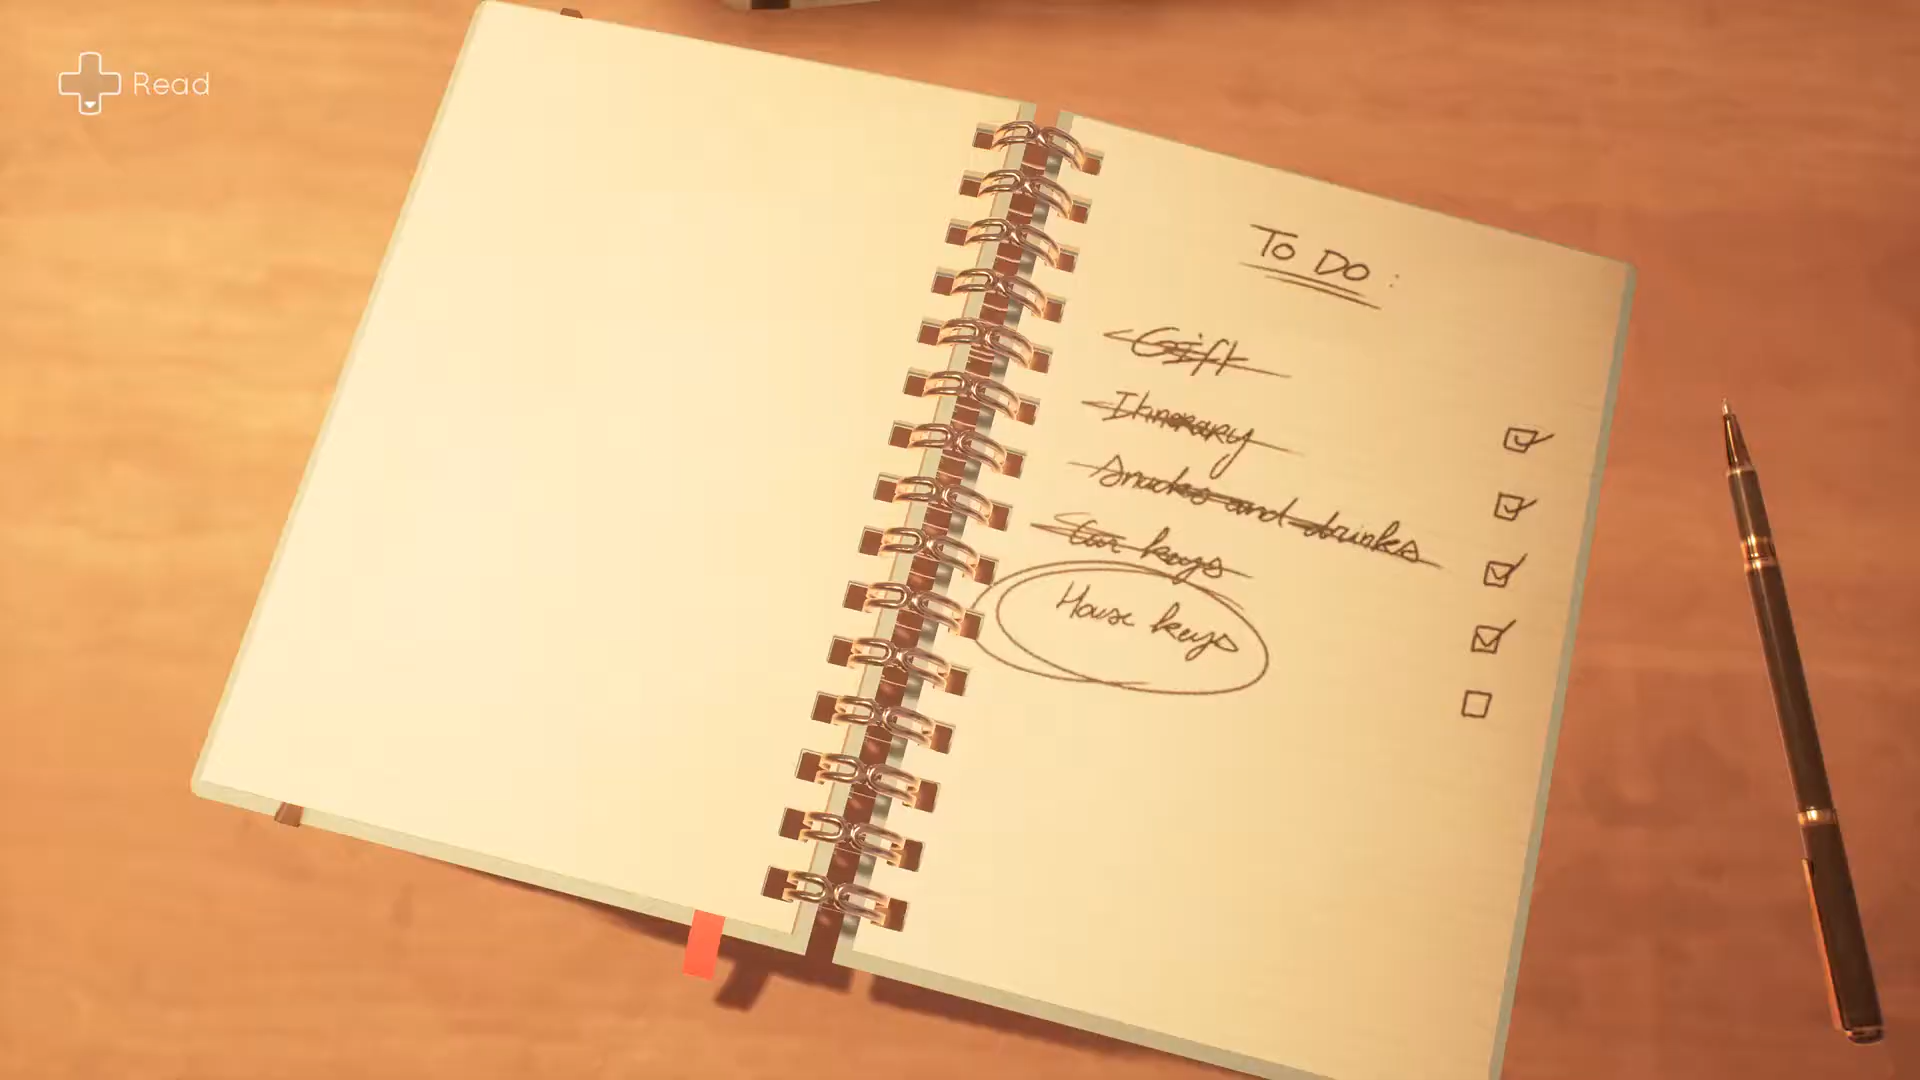 Read
To Do :
Gift
Itinerary
Snacks and drinks
Car keys
House keys